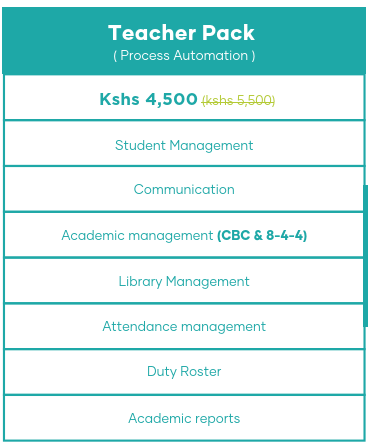 Teacher Pack
( Process Automation )
Kshs 4,500 (kshs 5,500)
Student Management
Communication
Academic management (CBC & 8-4-4)
Library Management
Attendance management
Duty Roster
Academic reports